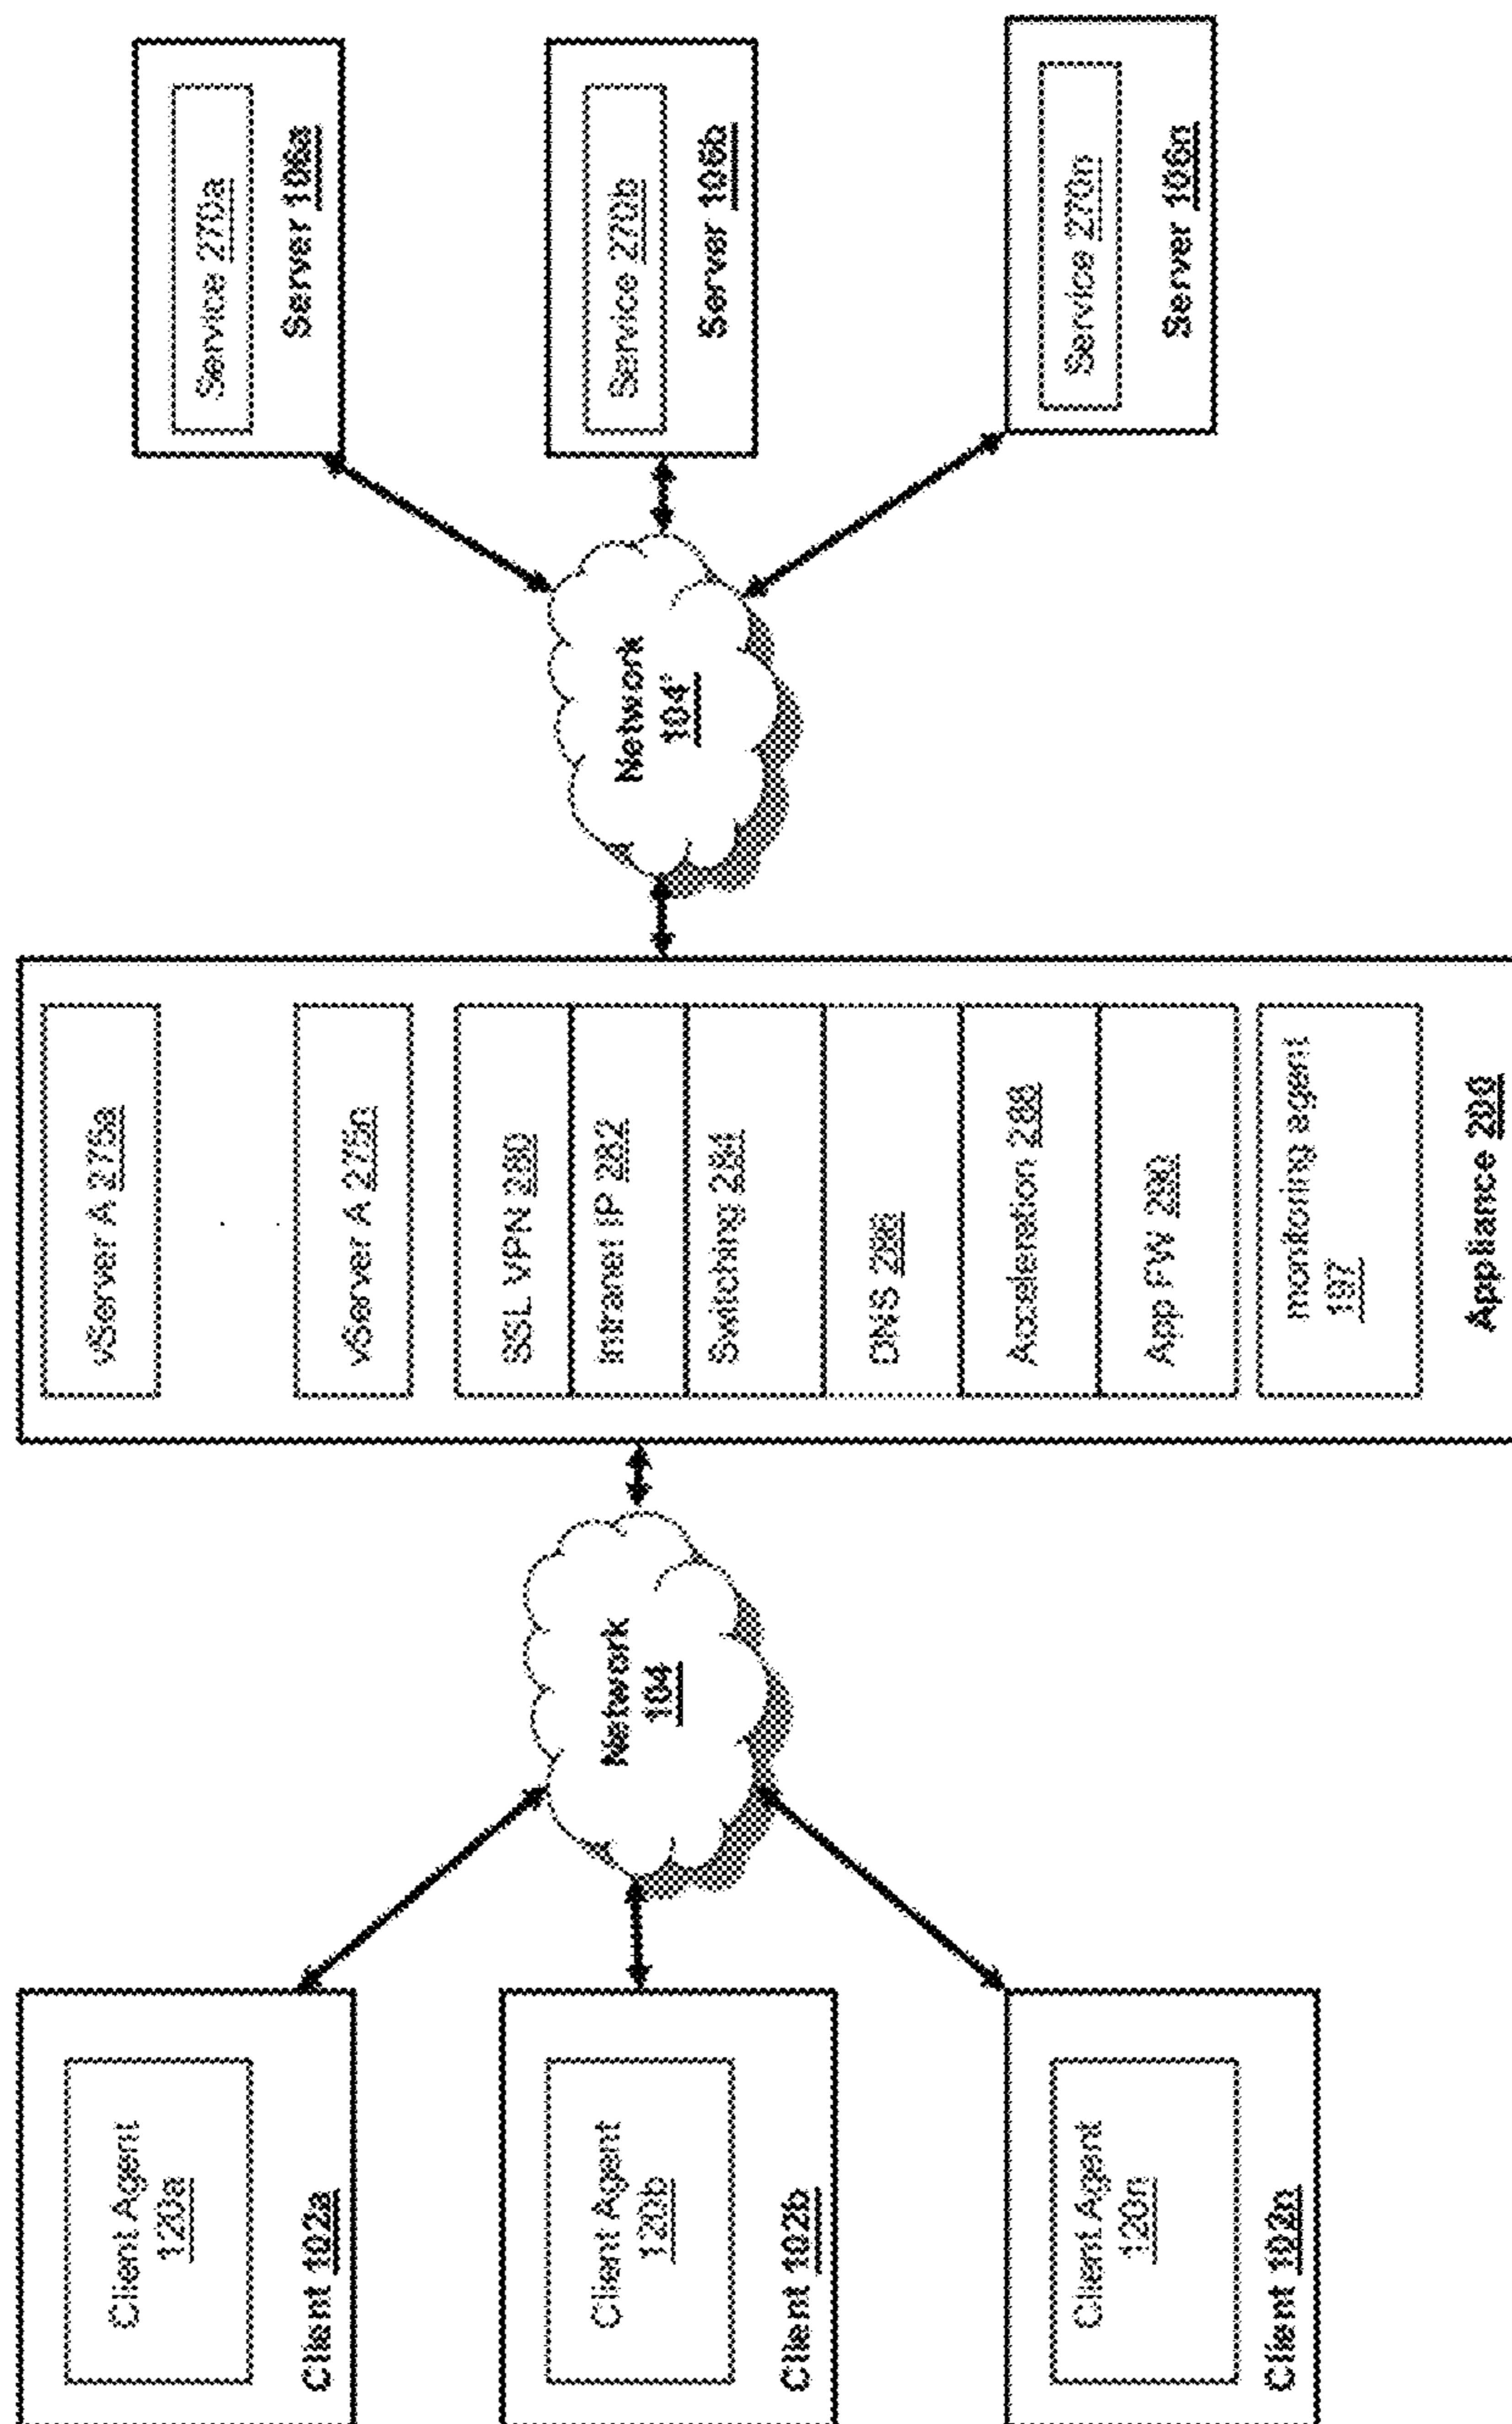 Client Agent
120a
Client 102a
Client Agent
120b
Client 102b
Client Agent
120n
Client 102n
Network
104
vServer A 275a
vServer A 275n
SSL VPN 280
Intranet IP 282
Switching 284
DNS 286
Acceleration 288
App FW 290
monitoring agent
197
Appliance 200
Network
104'
Service 270a
Server 106a
Service 270b
Server 106b
Service 270n
Server 106n